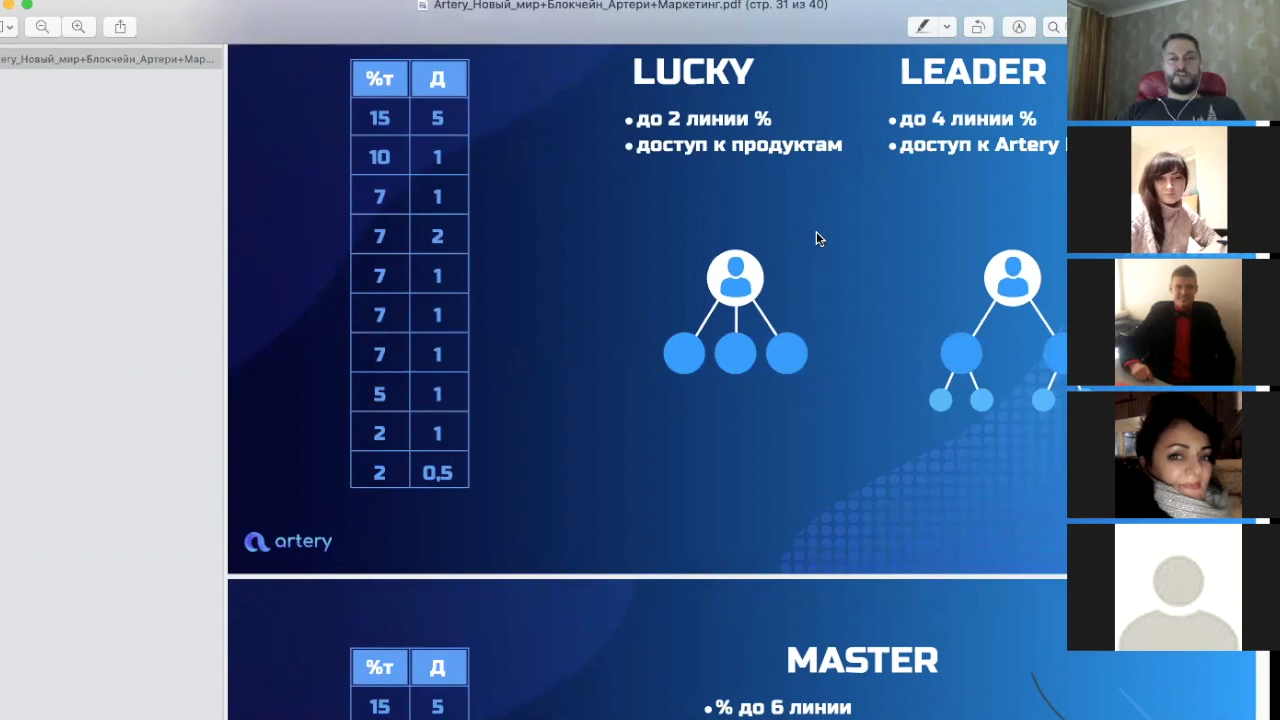 Artery_Новый_мир+Блокчейн_Артери+Маркетинг.pdf (стр. 31 из 40)
ery_Новый_мир+Блокчейн_Артери+Мар...
%т Д
15 5
10 1
7 1
7 2
7 1
7 1
7 1
5 1
2 1
2 0,5
LUCKY
•до 2 линии %
•доступ к продуктам
LEADER
•до 4 линии %
•доступ к Artery
artery
%т Д
15 5
MASTER
•% до 6 линии